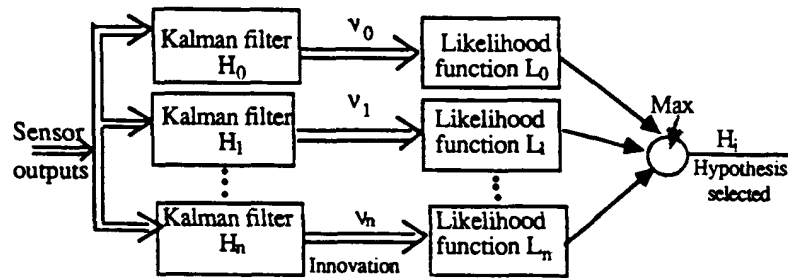 Sensor
outputs
Kalman filter
H₀
ν₀
Likelihood
function L₀
Kalman filter
H₁
ν₁
Likelihood
function Lᵢ
Kalman filter
Hₙ
νₙ
Innovation
Likelihood
function Lₙ
Max
Hᵢ
Hypothesis
selected